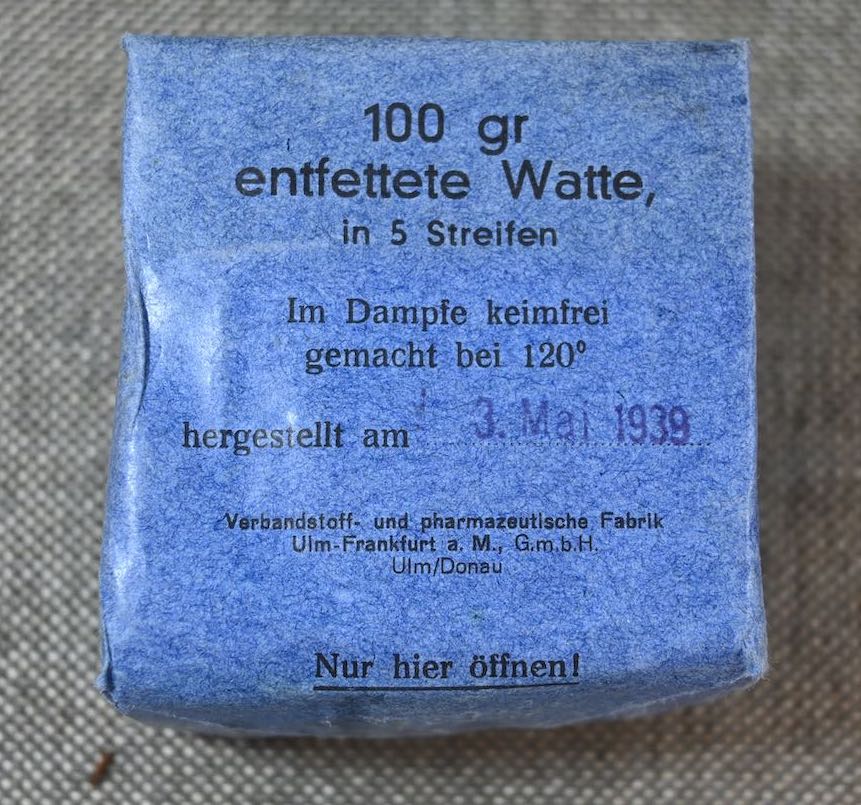 100 gr
entfettete Watte,
in 5 Streifen
Im Dampfe keimfrei
gemacht bei 120°
hergestellt am 3. Mai 1939
Verbandstoff- und pharmazeutische Fabrik
Ulm-Frankfurt a. M., G.m.b.H.
Ulm/Donau
Nur hier öffnen!